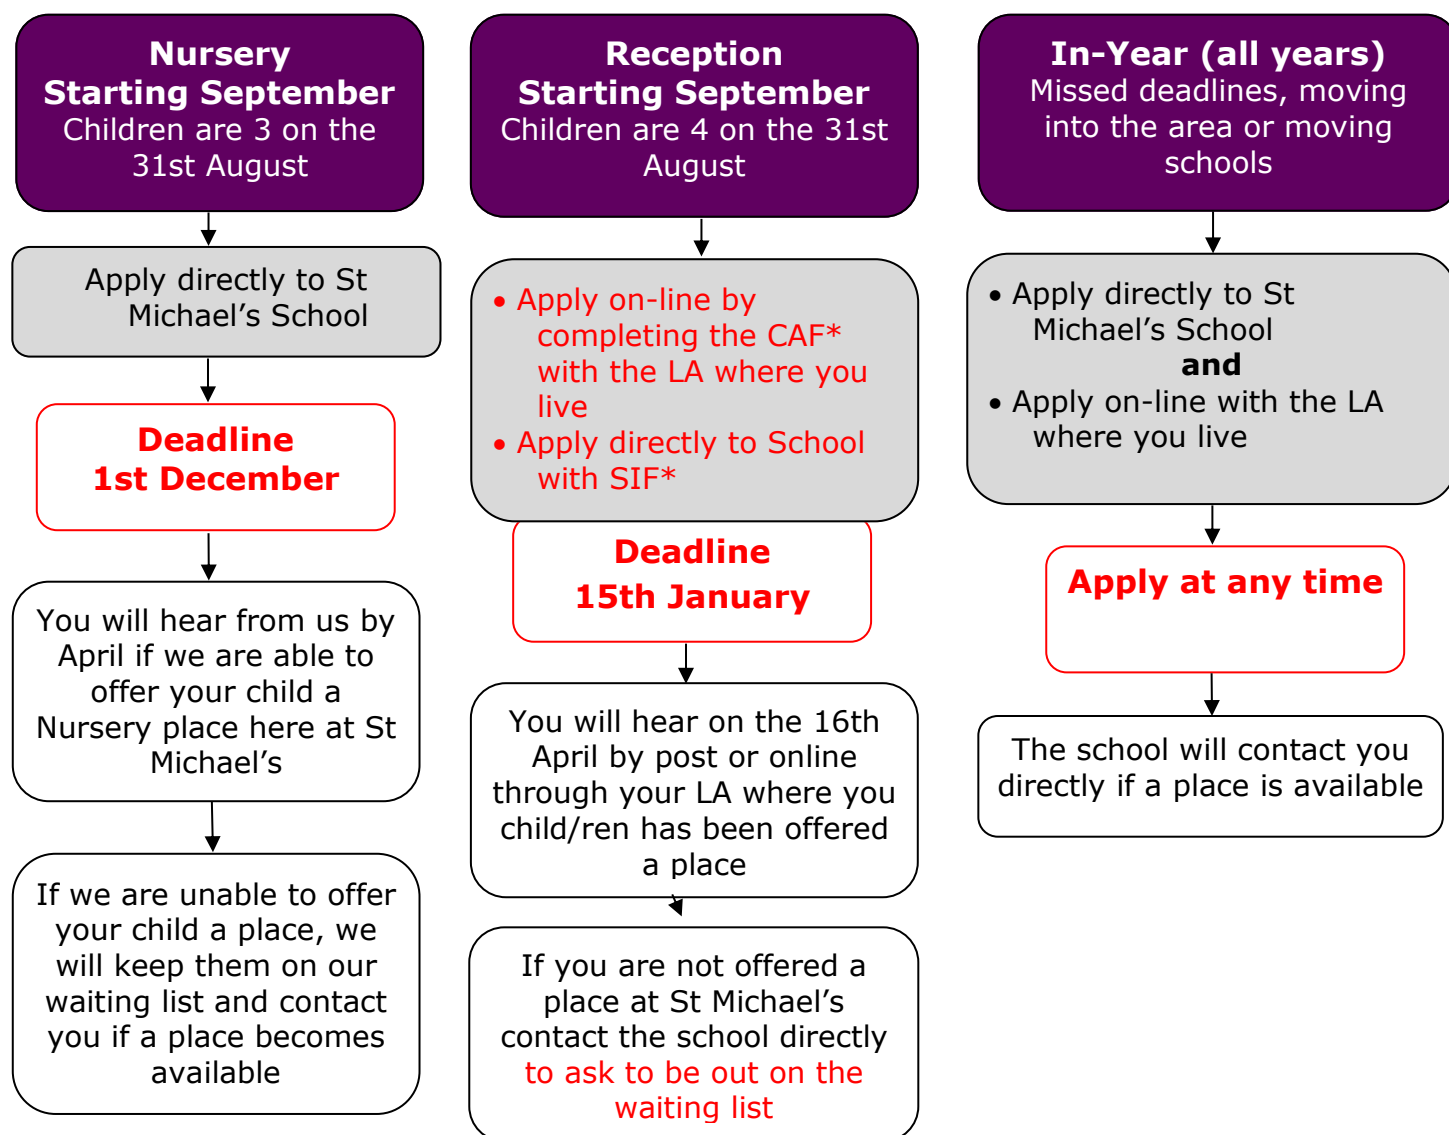 Nursery
Starting September
Children are 3 on the
31st August
Apply directly to St
Michael's School
Deadline
1st December
You will hear from us by
April if we are able to
offer your child a
Nursery place here at St
Michael's
If we are unable to offer
your child a place, we
will keep them on our
waiting list and contact
you if a place becomes
available
Reception
Starting September
Children are 4 on the 31st
August
• Apply on-line by
completing the CAF*
with the LA where you
live
• Apply directly to School
with SIF*
Deadline
15th January
You will hear on the 16th
April by post or online
through your LA where you
child/ren has been offered
a place
If you are not offered a
place at St Michael's
contact the school directly
to ask to be out on the
waiting list
In-Year (all years)
Missed deadlines, moving
into the area or moving
schools
• Apply directly to St
Michael's School
and
• Apply on-line with the LA
where you live
Apply at any time
The school will contact you
directly if a place is available